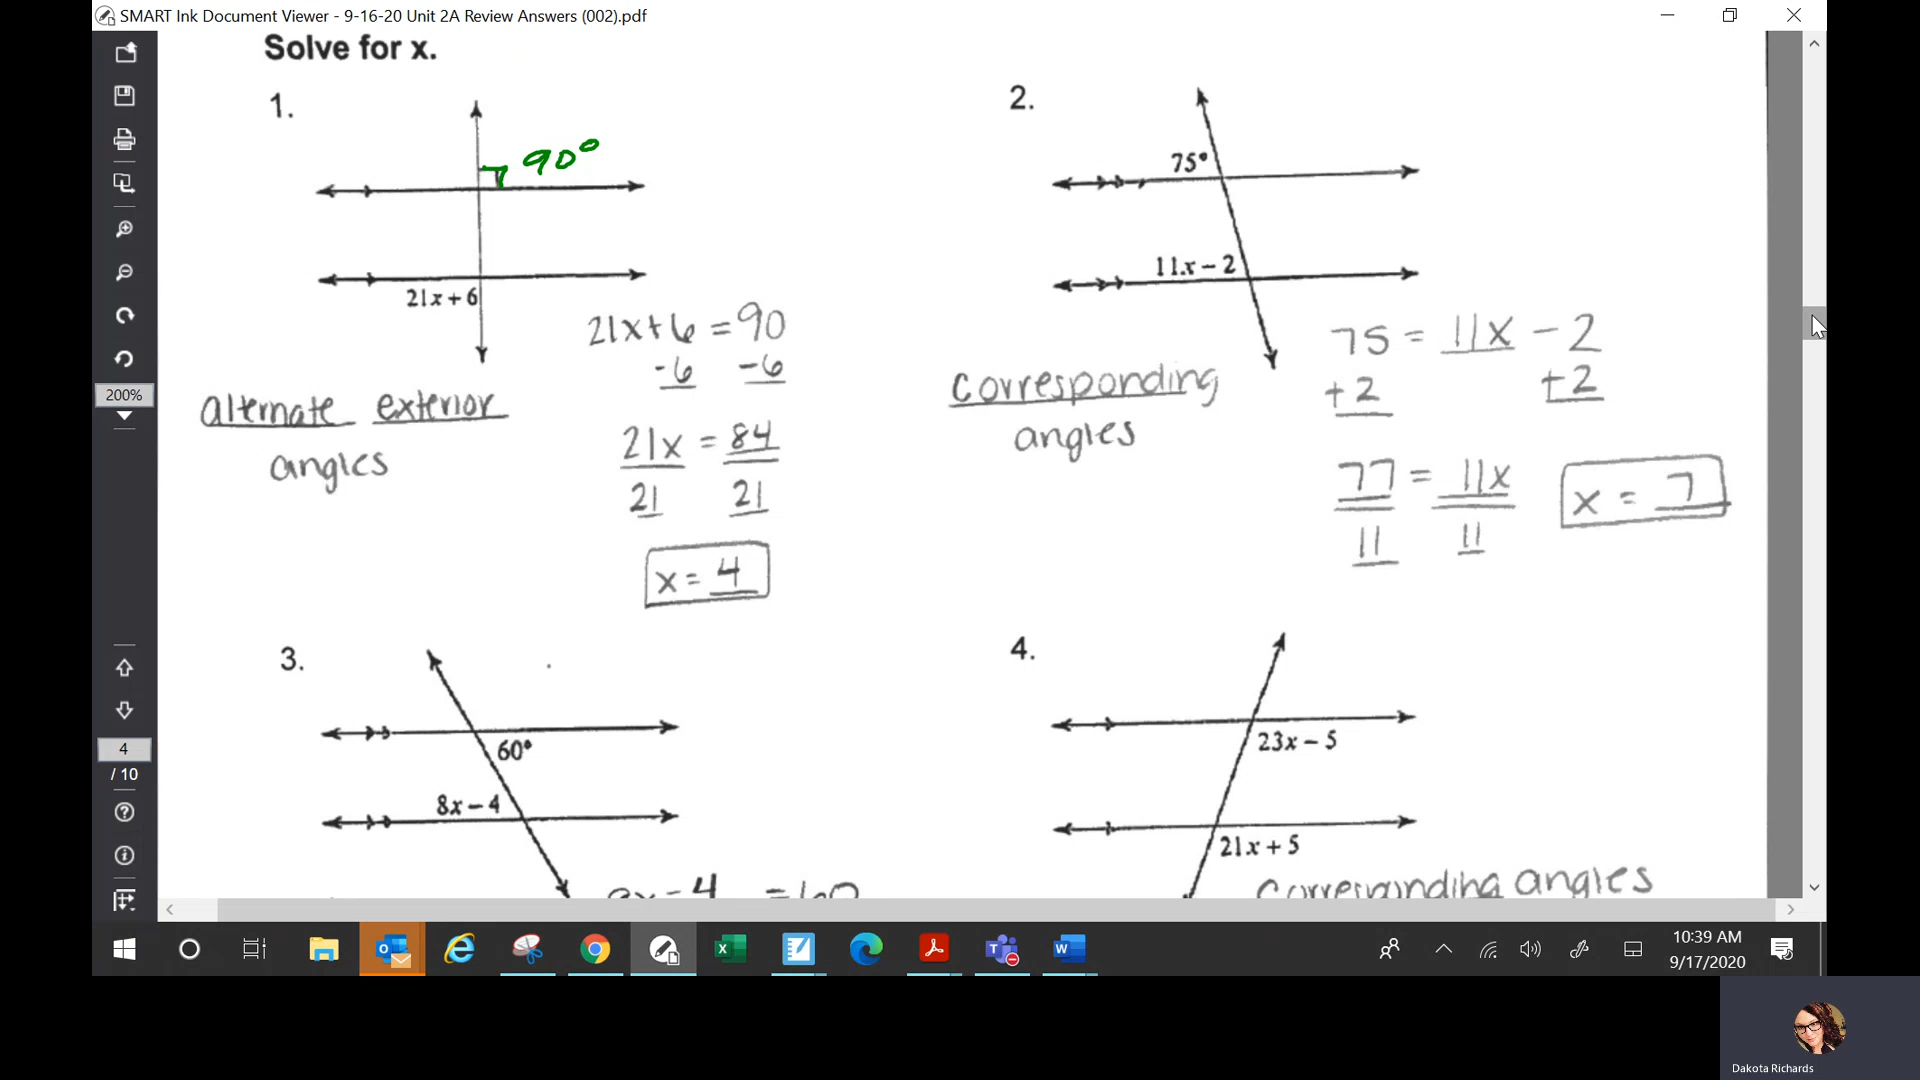 SMART Ink Document Viewer - 9-16-20 Unit 2A Review Answers (002).pdf
Solve for x.
1.
90°
21x + 6
21x + 6 = 90
-6 -6
21x = 84
21 21
x = 4
alternate exterior
angles
2.
75°
11x - 2
75 = 11x - 2
+2 +2
77 = 11x
11 11
x = 7
corresponding
angles
3.
60°
8x - 4
8x - 4 = 60
4.
23x - 5
21x + 5
corresponding angles
200%
4
/ 10
10:39 AM
9/17/2020
Dakota Richards